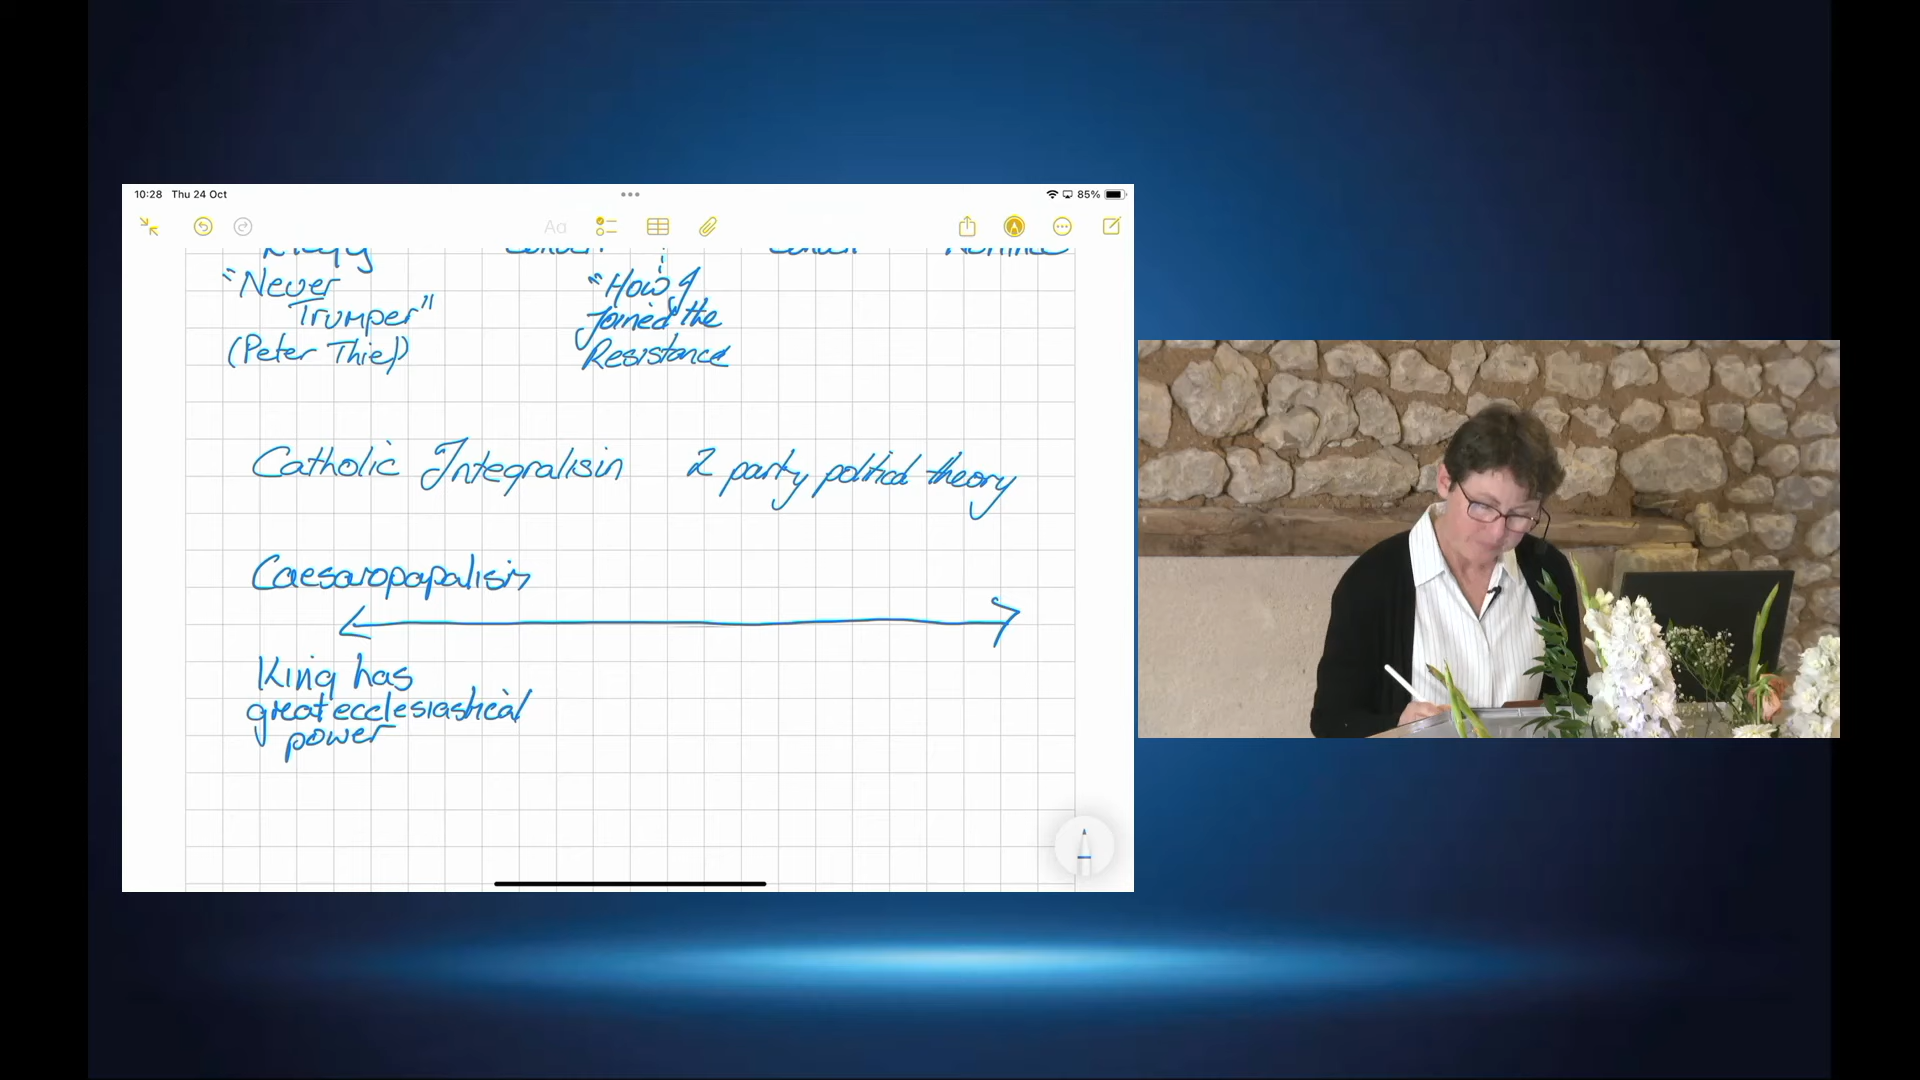 10:28 Thu 24 Oct
85%
Aa
"Never
Trumper"
(Peter Thiel)
"How I
Joined the
Resistance
Catholic Integralism 2 party political theory
Caesaropapalism
King has
great ecclesiastical
power